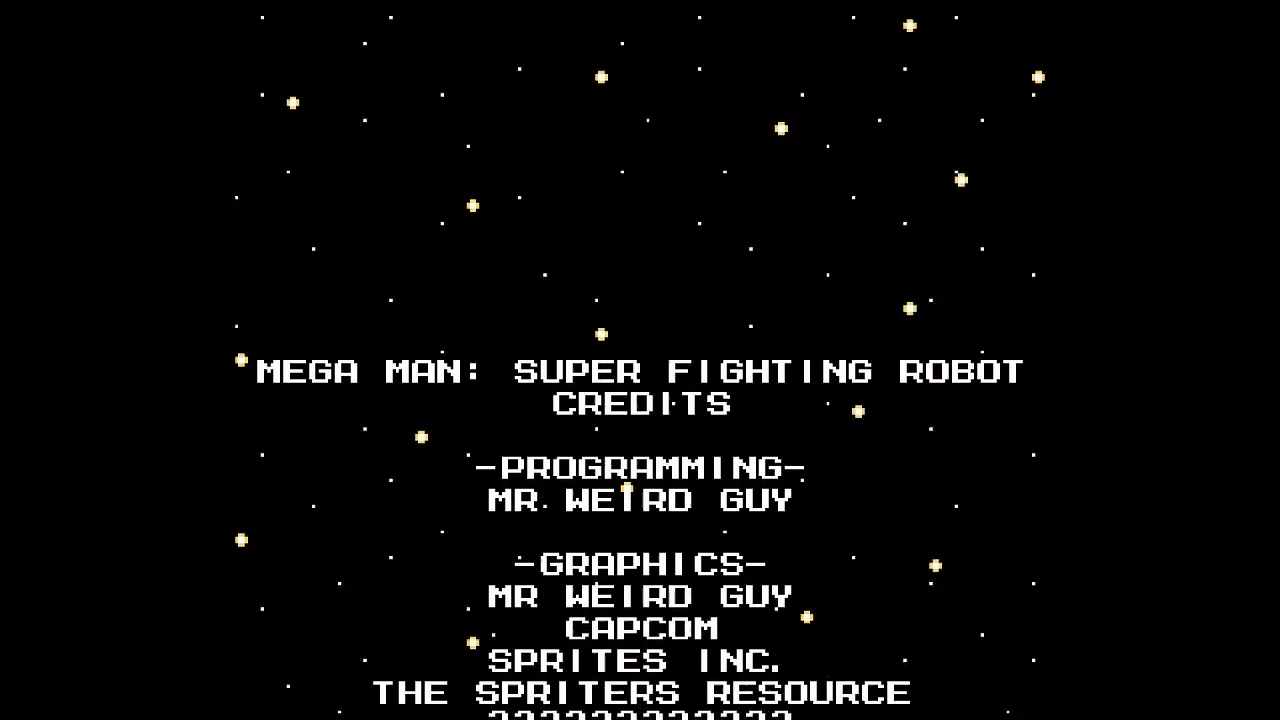 MEGA MAN: SUPER FIGHTING ROBOT
CREDITS
-PROGRAMMING-
MR WEIRD GUY
-GRAPHICS-
MR WEIRD GUY
CAPCOM
SPRITES INC.
THE SPRITERS RESOURCE